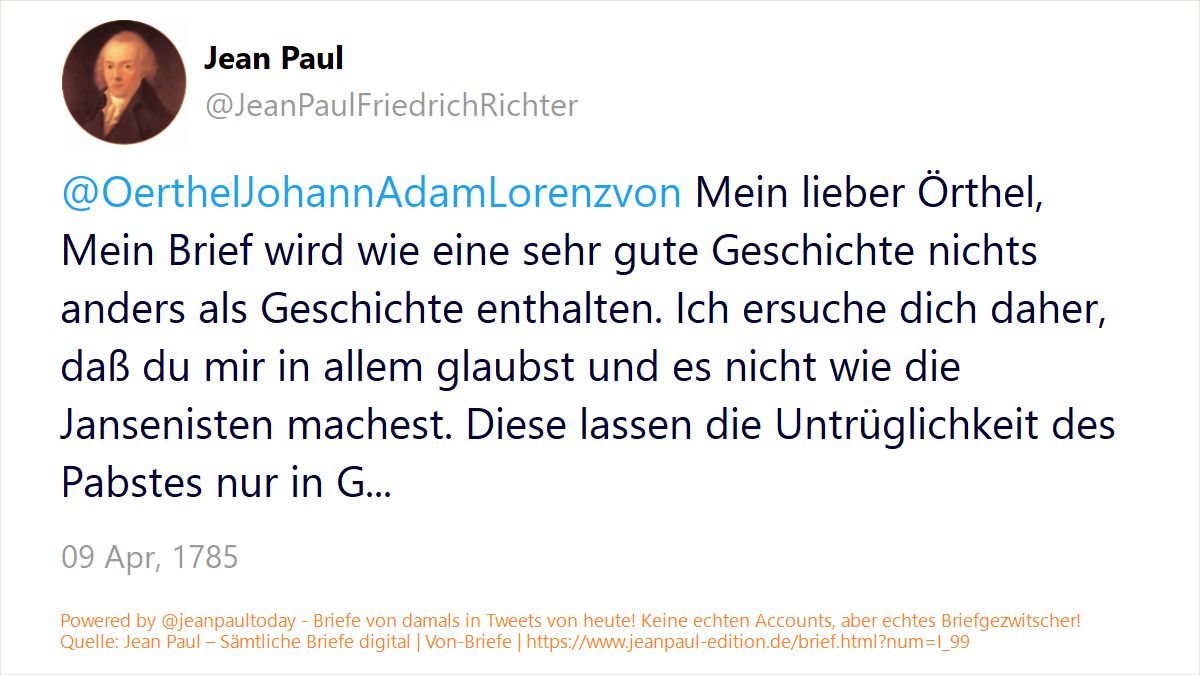 Jean Paul
@JeanPaulFriedrichRichter
@OerthelJohannAdamLorenzvon Mein lieber Örthel,
Mein Brief wird wie eine sehr gute Geschichte nichts
anders als Geschichte enthalten. Ich ersuche dich daher,
daß du mir in allem glaubst und es nicht wie die
Jansenisten machest. Diese lassen die Untrüglichkeit des
Pabstes nur in G...
09 Apr, 1785
Powered by @jeanpaultoday - Briefe von damals in Tweets von heute! Keine echten Accounts, aber echtes Briefgezwitscher!
Quelle: Jean Paul – Sämtliche Briefe digital | Von-Briefe | https://www.jeanpaul-edition.de/brief.html?num=I_99